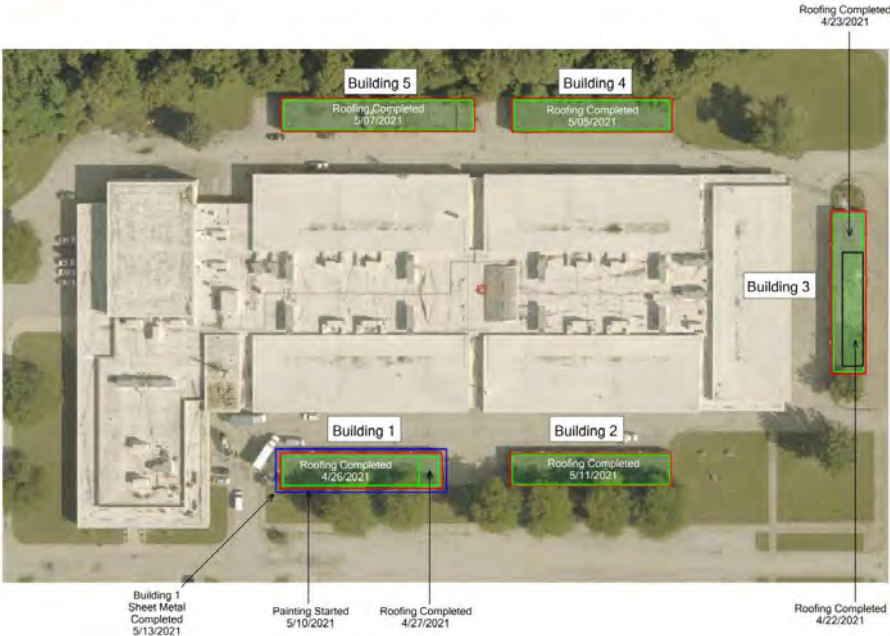 Roofing Completed
4/23/2021
Building 5
Building 4
Roofing Completed
5/07/2021
Roofing Completed
5/05/2021
Building 3
Building 1
Building 2
Roofing Completed
4/26/2021
Roofing Completed
5/11/2021
Building 1
Sheet Metal
Completed
5/13/2021
Painting Started
5/10/2021
Roofing Completed
4/27/2021
Roofing Completed
4/22/2021